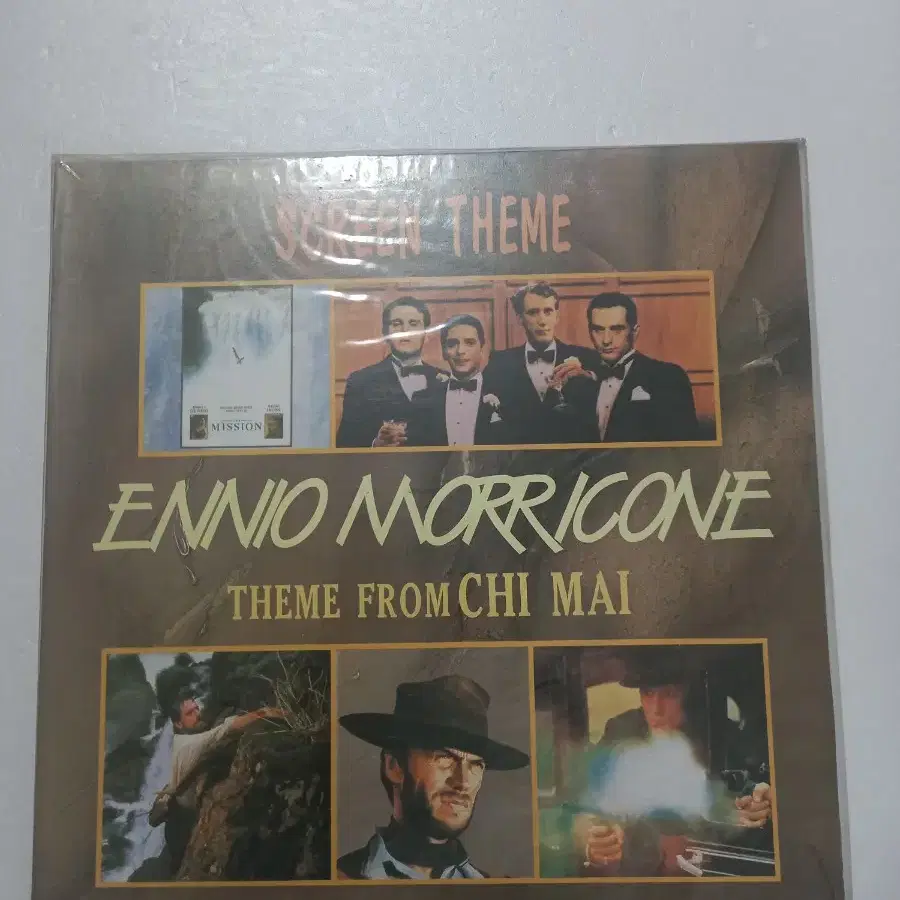 SCREEN THEME
MISSION
ENNIO MORRICONE
THEME FROM CHI MAI